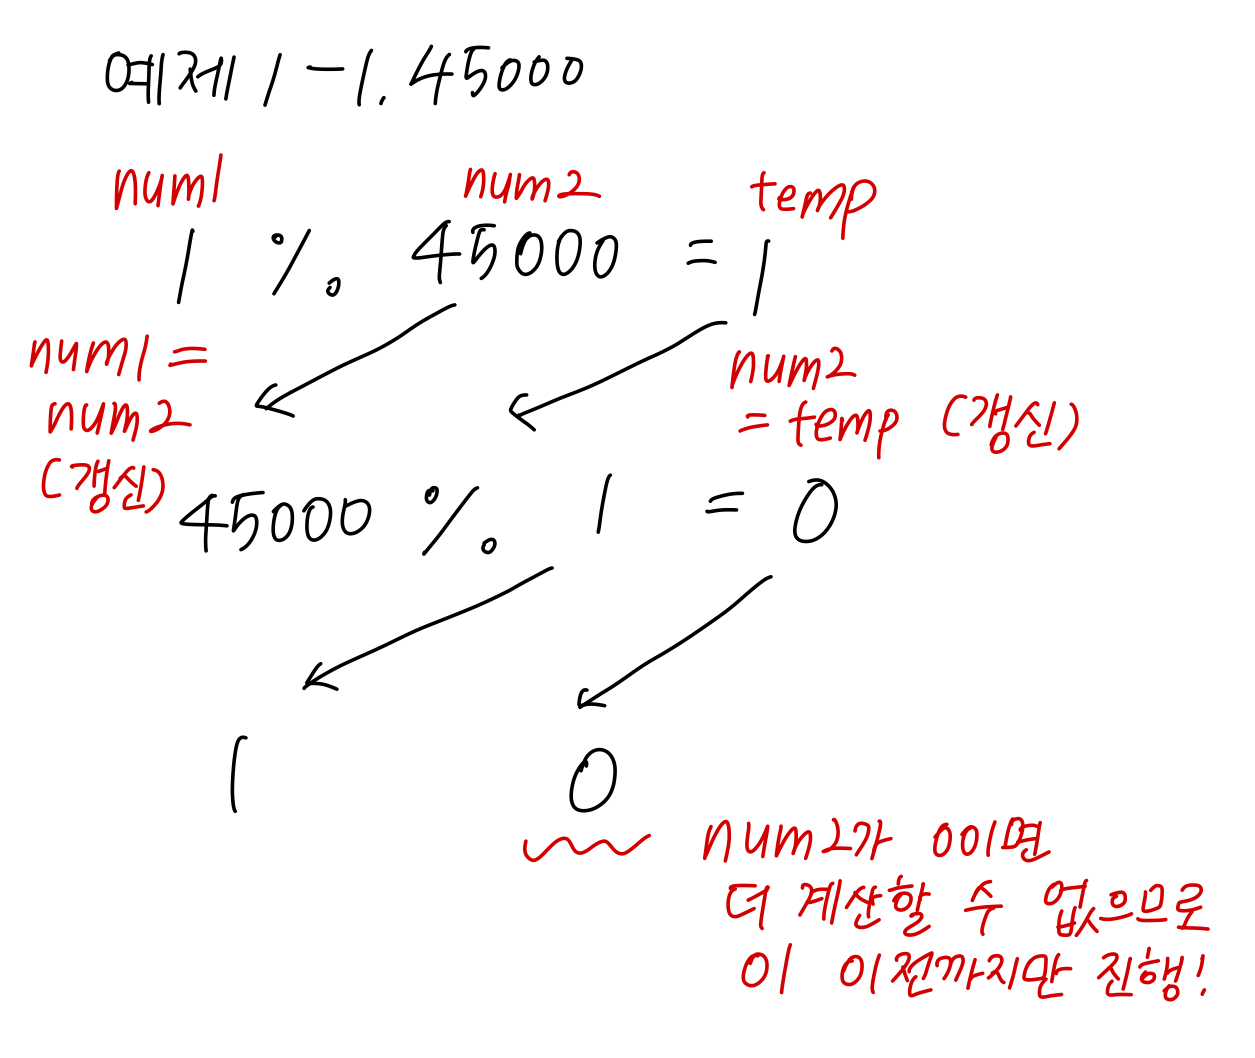 예제 1-1. 45000
num1 num2 temp
1 % 45000 = 1
num1 =
num2
(갱신)
num2
= temp (갱신)
45000 % 1 = 0
1 0
num2가 0이면
더 계산할 수 없으므로
이 이전까지만 진행!